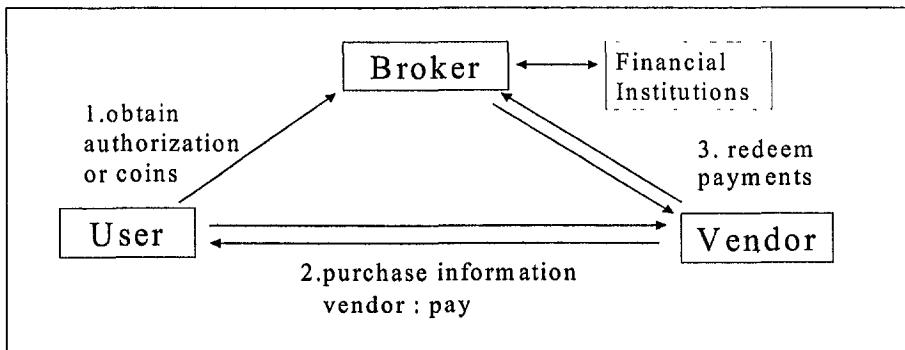 Broker
Financial
Institutions
1.obtain
authorization
or coins
3. redeem
payments
User
Vendor
2.purchase information
vendor : pay